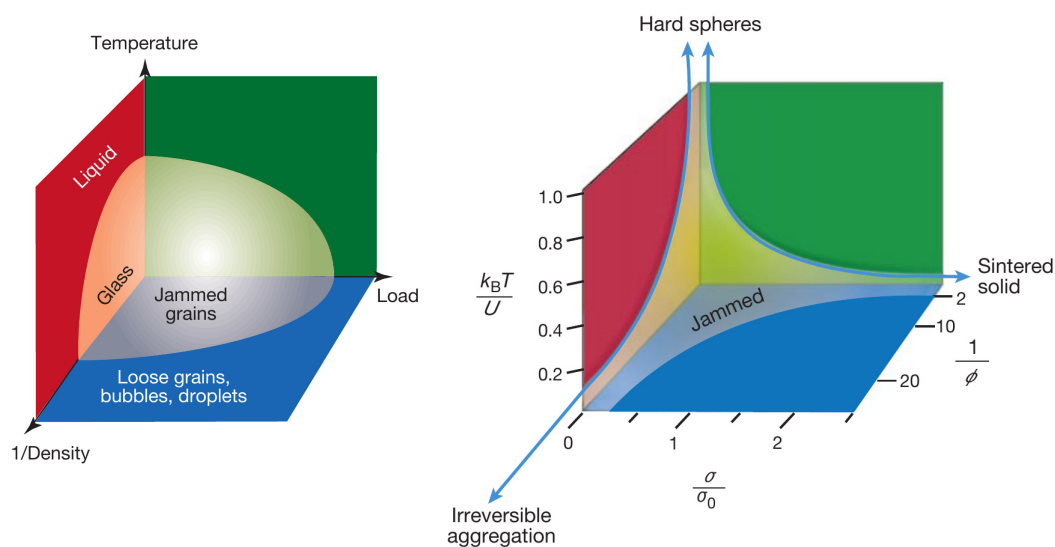 Temperature
Liquid
Glass
Jammed
grains
Load
Loose grains,
bubbles, droplets
1/Density
Hard spheres
1.0
0.8
0.6
0.4
0.2
k_BT
U
Jammed
Sintered
solid
2
10
20
1
ϕ
0
1
2
σ
σ₀
Irreversible
aggregation